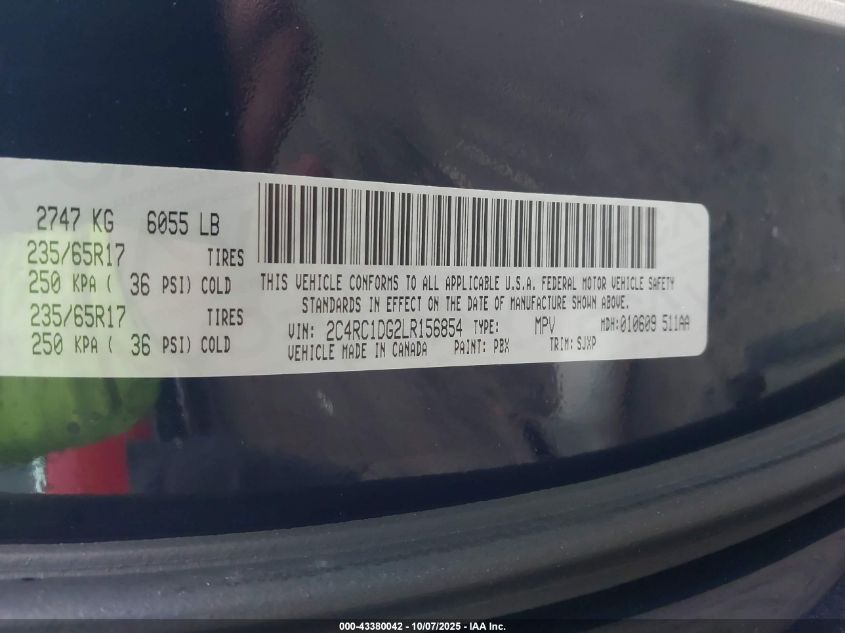 2747 KG 6055 LB
235/65R17 TIRES
250 KPA ( 36 PSI) COLD
235/65R17 TIRES
250 KPA ( 36 PSI) COLD
THIS VEHICLE CONFORMS TO ALL APPLICABLE U.S.A. FEDERAL MOTOR VEHICLE SAFETY
STANDARDS IN EFFECT ON THE DATE OF MANUFACTURE SHOWN ABOVE.
VIN: 2C4RC1DG2LR156854 TYPE: MPV MDH:010609 511AA
VEHICLE MADE IN CANADA PAINT: PBX TRIM: SJXP
000-43380042 - 10/07/2025 - IAA Inc.